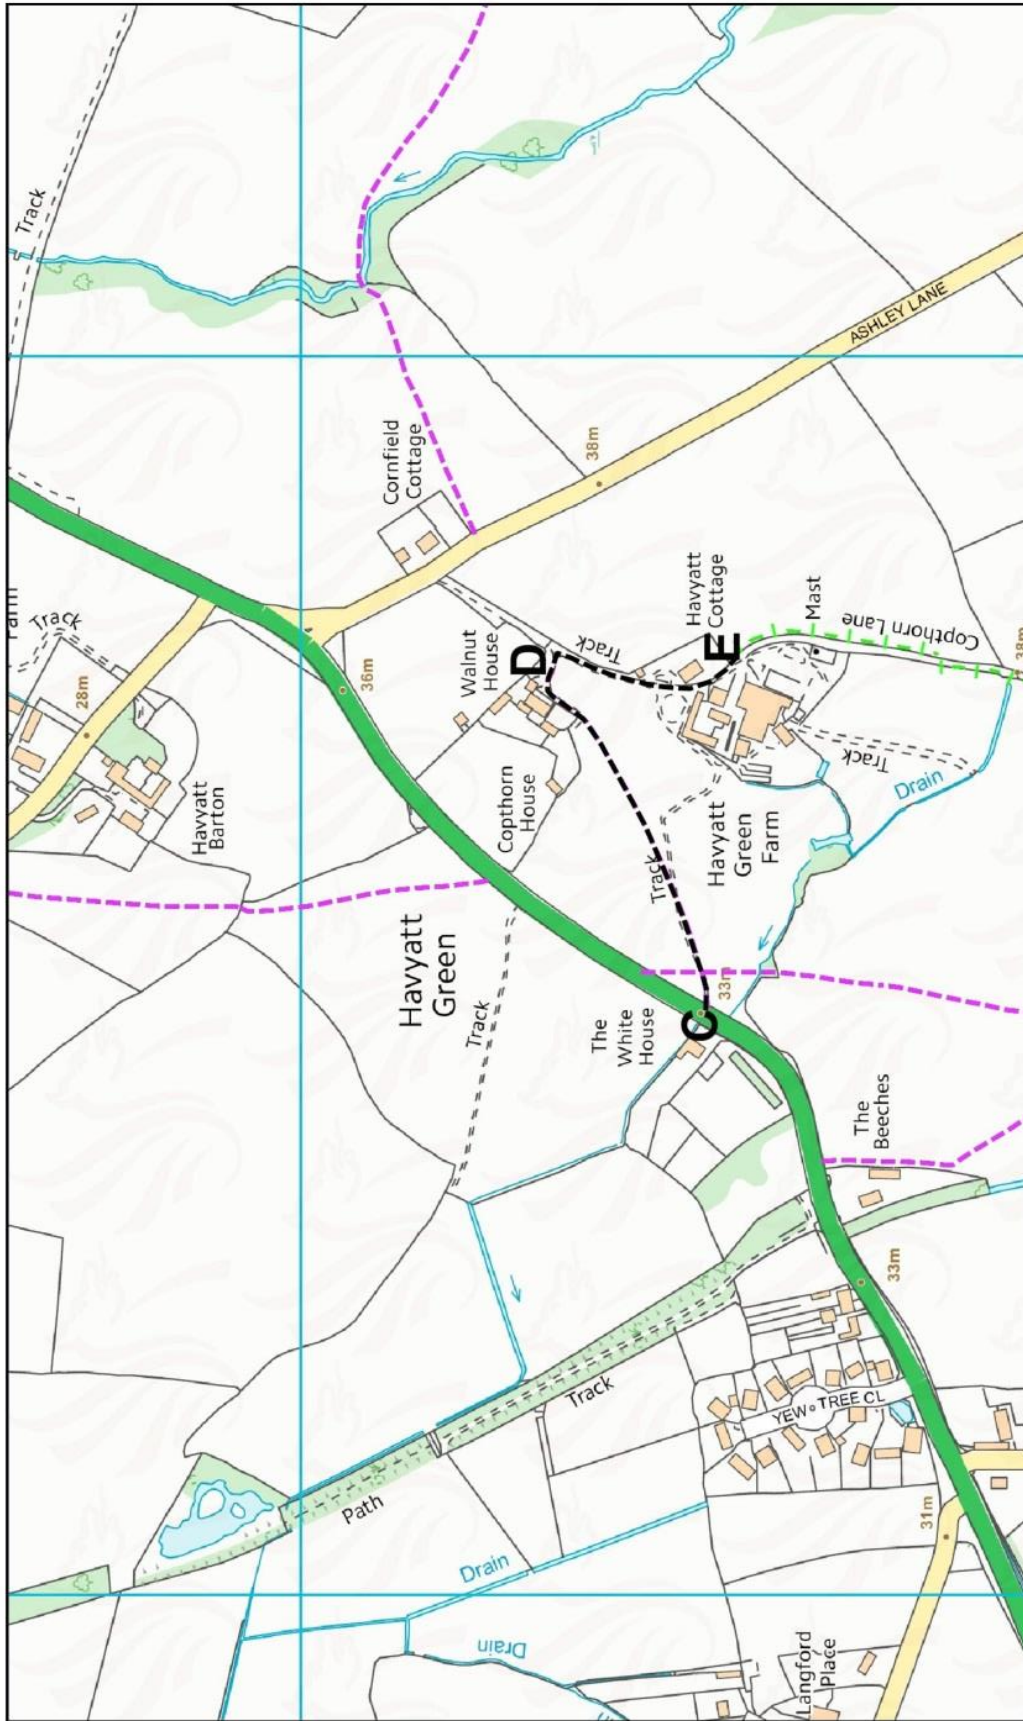 Track
Farm
Track
28m
Havyatt
Barton
36m
Cornfield
Cottage
38m
ASHLEY LANE
Walnut
House
D
Track
Havyatt
Cottage
E
Mast
Copthorn Lane
38m
Copthorn
House
Track
Havyatt
Green
Farm
Track
Drain
Havyatt
Green
Track
The
White
House
C
33m
The
Beeches
33m
Track
YEW TREE CL
Path
31m
Drain
Drain
Langford
Place